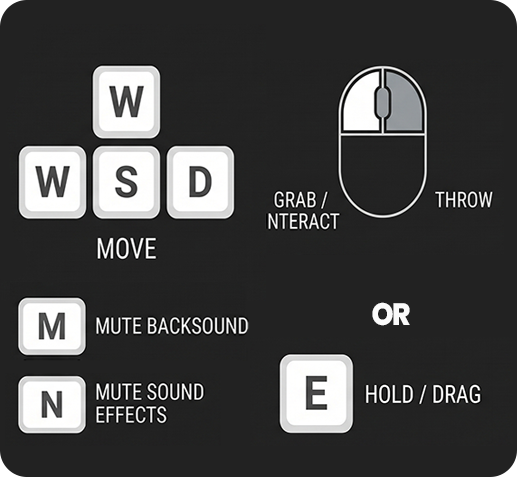 W
W S D
MOVE
GRAB /
NTERACT
THROW
M
MUTE BACKSOUND
N
MUTE SOUND
EFFECTS
OR
E
HOLD / DRAG